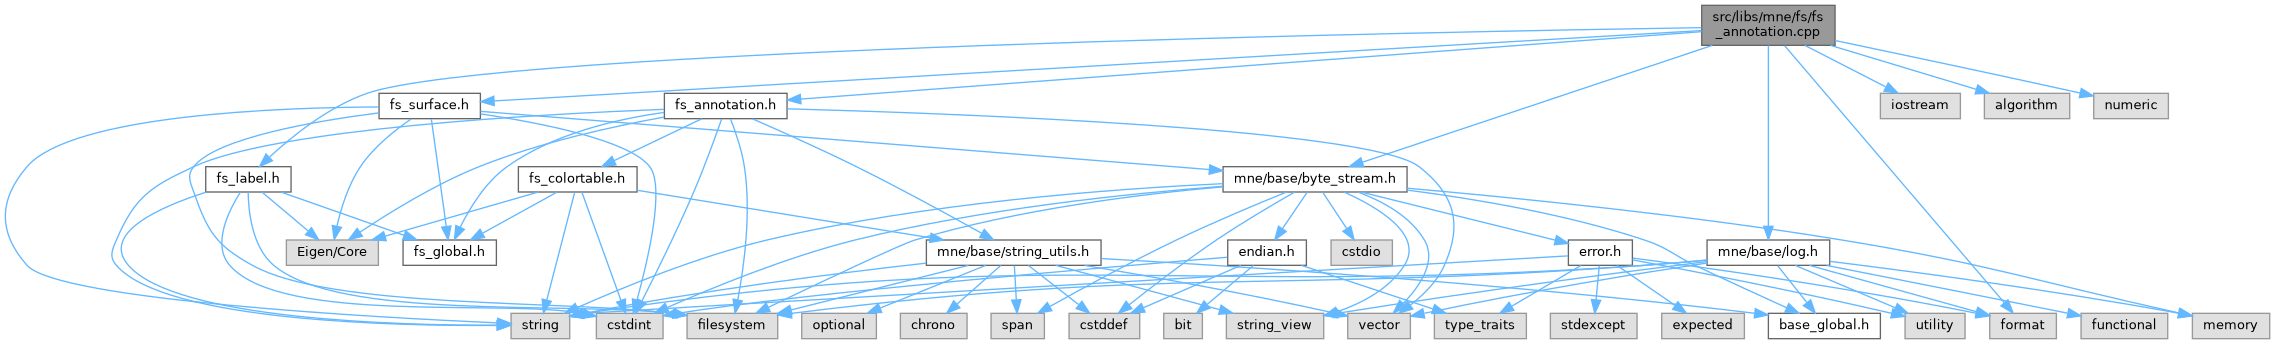 src/libs/mne/fs/fs
_annotation.cpp
fs_surface.h
fs_annotation.h
iostream
algorithm
numeric
fs_label.h
fs_colortable.h
mne/base/byte_stream.h
Eigen/Core
fs_global.h
mne/base/string_utils.h
endian.h
cstdio
error.h
mne/base/log.h
string
cstdint
filesystem
optional
chrono
span
cstddef
bit
string_view
vector
type_traits
stdexcept
expected
base_global.h
utility
format
functional
memory